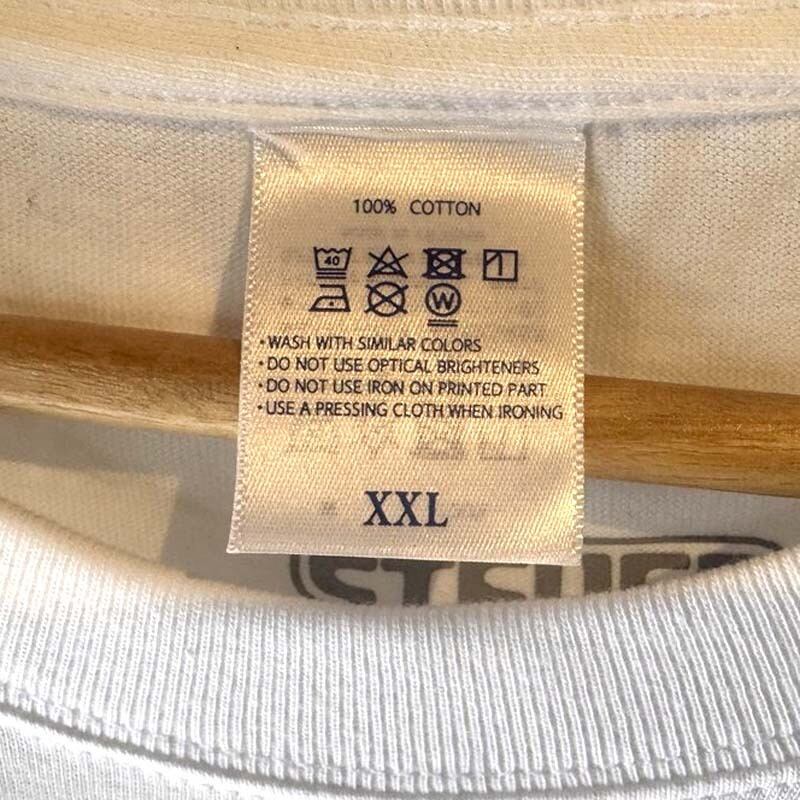 100% COTTON
40
W
• WASH WITH SIMILAR COLORS
• DO NOT USE OPTICAL BRIGHTENERS
• DO NOT USE IRON ON PRINTED PART
• USE A PRESSING CLOTH WHEN IRONING
XXL